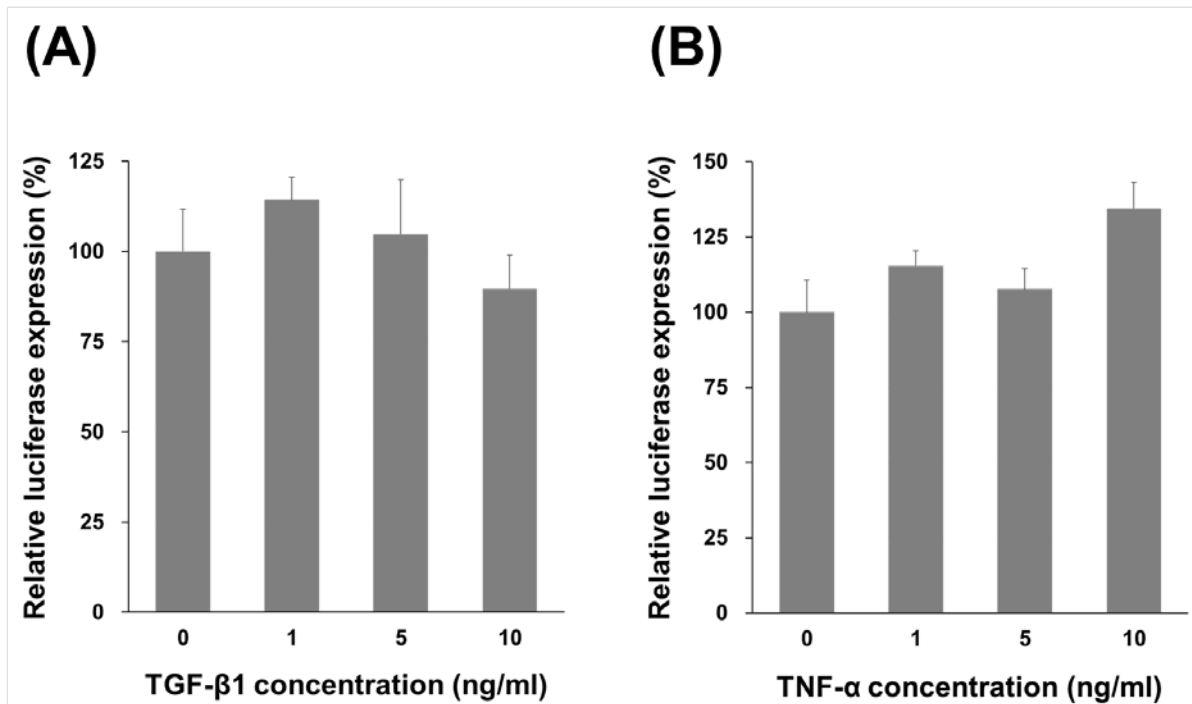 (A)
Relative luciferase expression (%)
125
100
75
50
25
0
0 1 5 10
TGF-β1 concentration (ng/ml)
(B)
Relative luciferase expression (%)
150
125
100
75
50
25
0
0 1 5 10
TNF-α concentration (ng/ml)